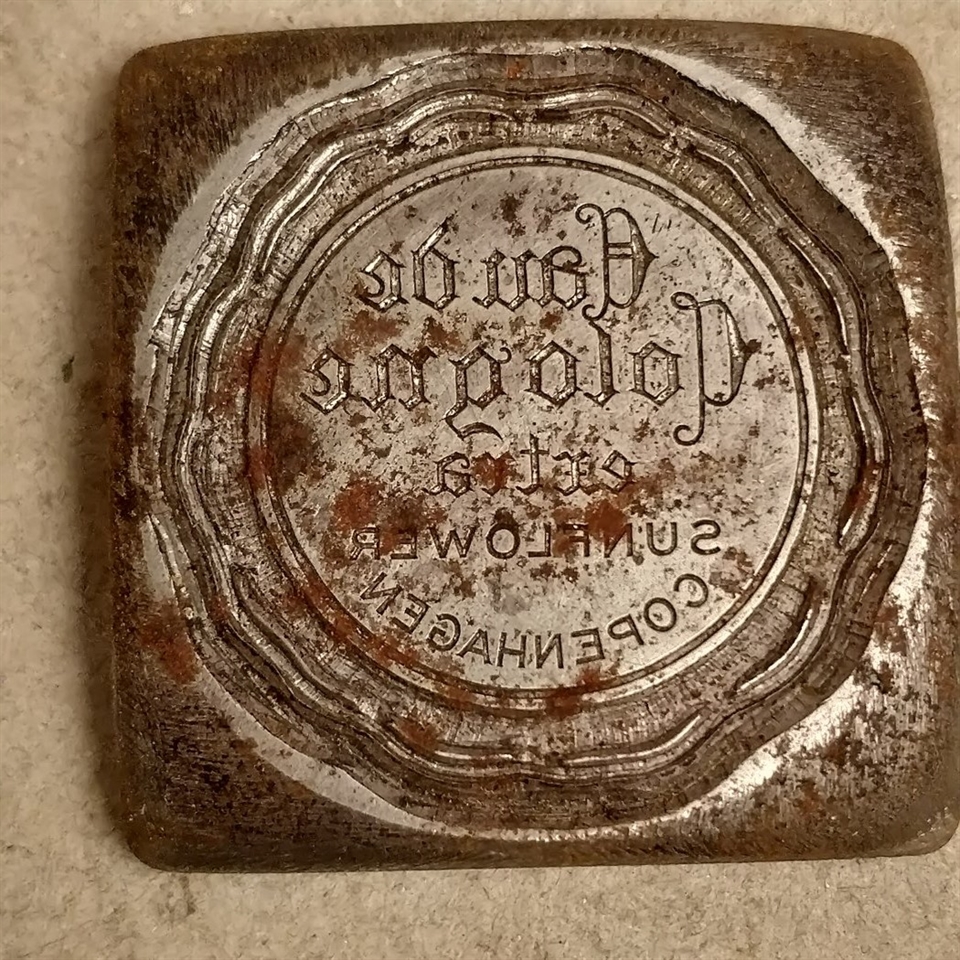 Eau de
Cologne
extra
SUNFLOWER
COPENHAGEN